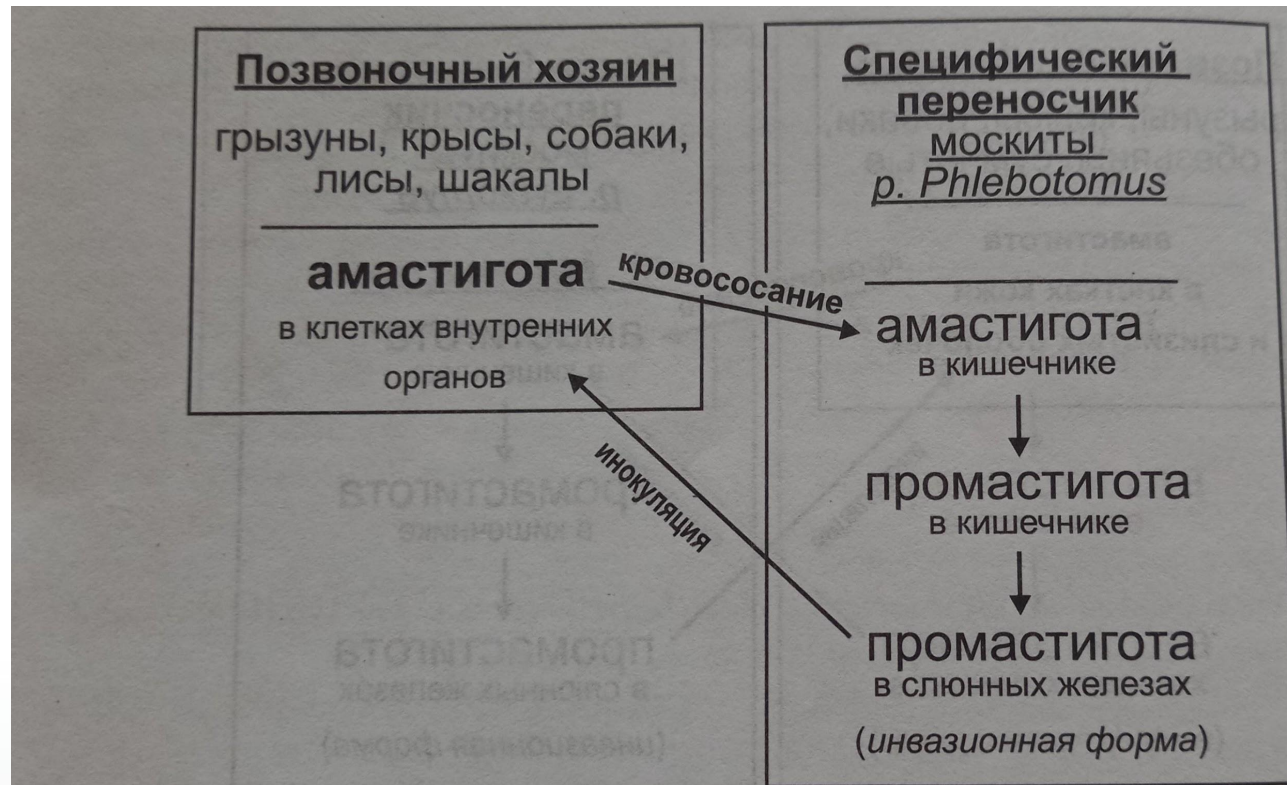 Позвоночный хозяин
грызуны, крысы, собаки,
лисы, шакалы
амастигота
в клетках внутренних
органов
кровососание
инокуляция
Специфический
переносчик
москиты
р. Phlebotomus
амастигота
в кишечнике
промастигота
в кишечнике
промастигота
в слюнных железах
(инвазионная форма)